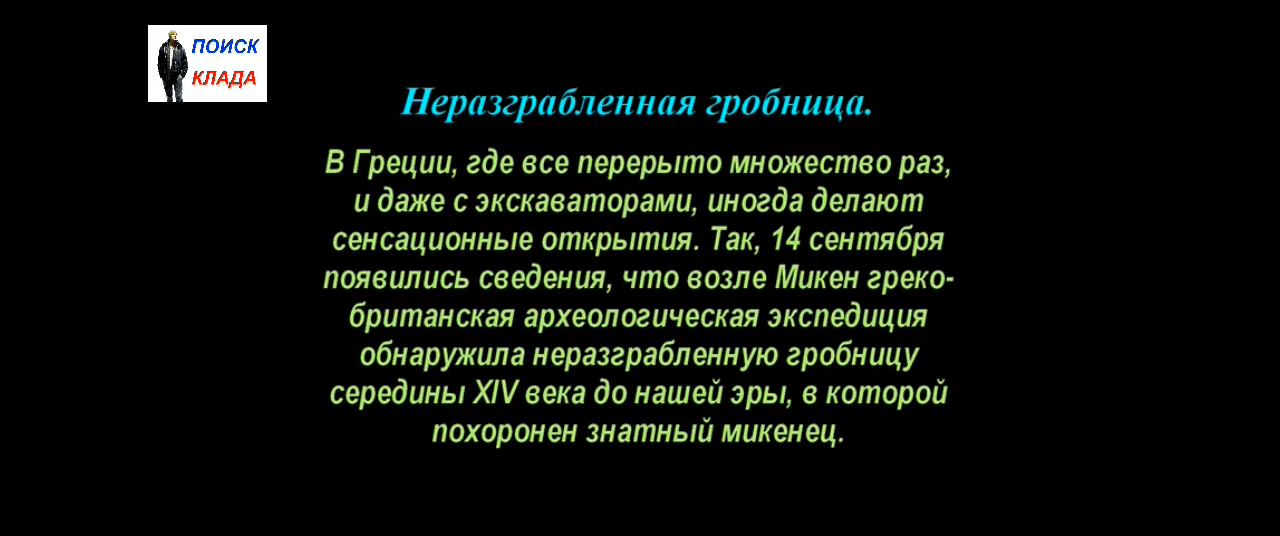 ПОИСК
КЛАДА
Неразграбленная гробница.
В Греции, где все перерыто множество раз,
и даже с экскаваторами, иногда делают
сенсационные открытия. Так, 14 сентября
появились сведения, что возле Микен греко-
британская археологическая экспедиция
обнаружила неразграбленную гробницу
середины XIV века до нашей эры, в которой
похоронен знатный микенец.